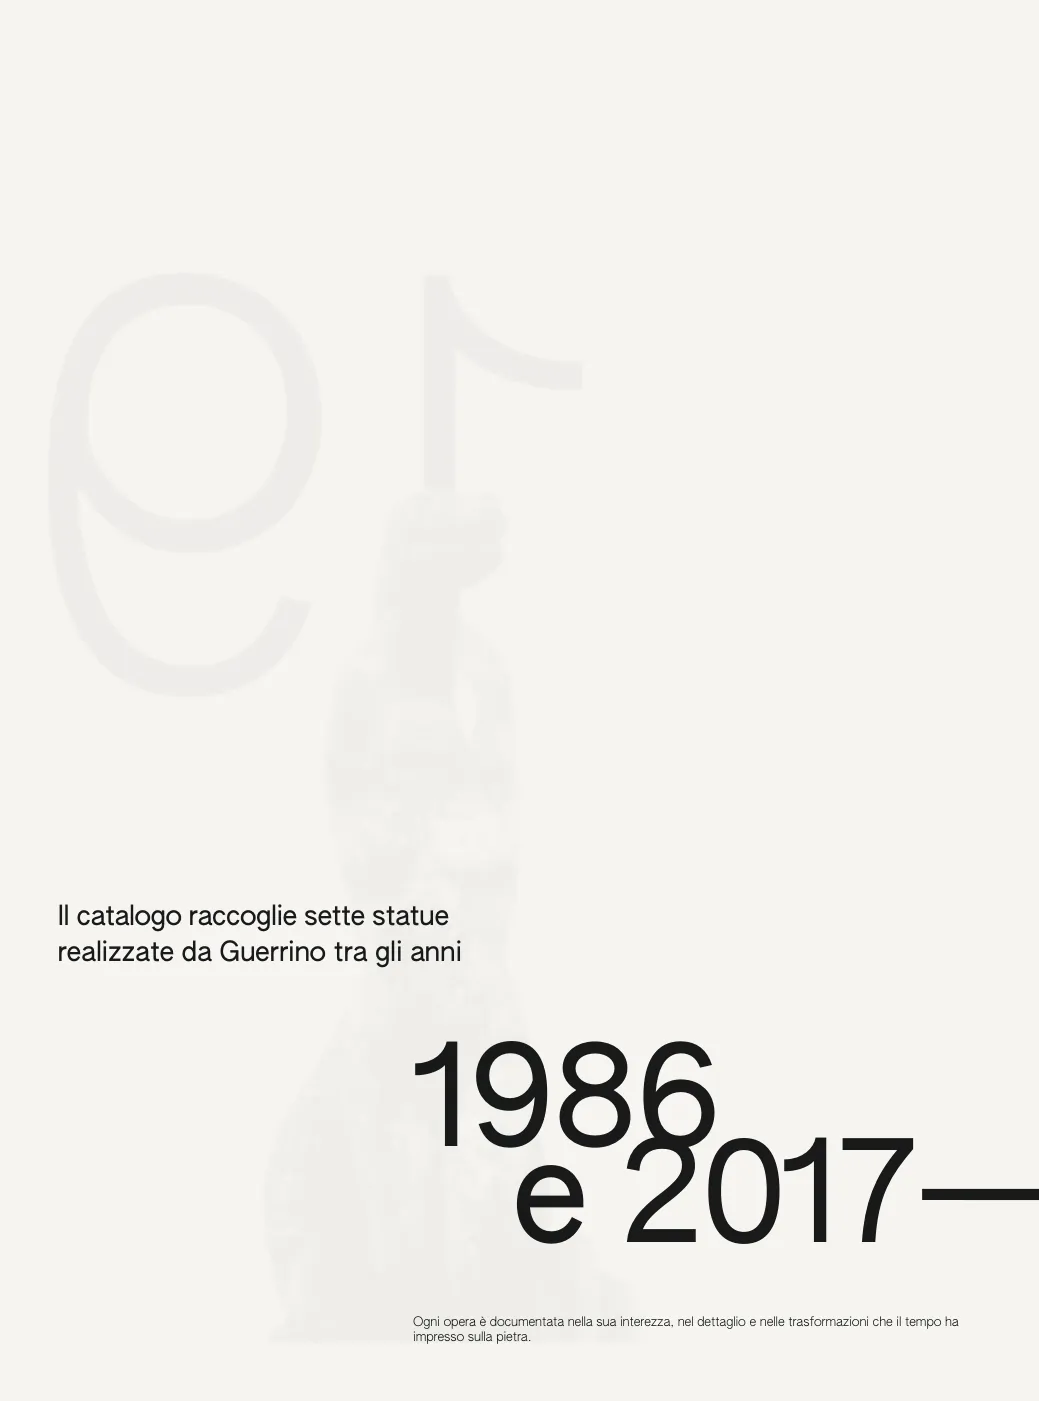 19
Il catalogo raccoglie sette statue
realizzate da Guerrino tra gli anni
1986
e 2017—
Ogni opera è documentata nella sua interezza, nel dettaglio e nelle trasformazioni che il tempo ha
impresso sulla pietra.